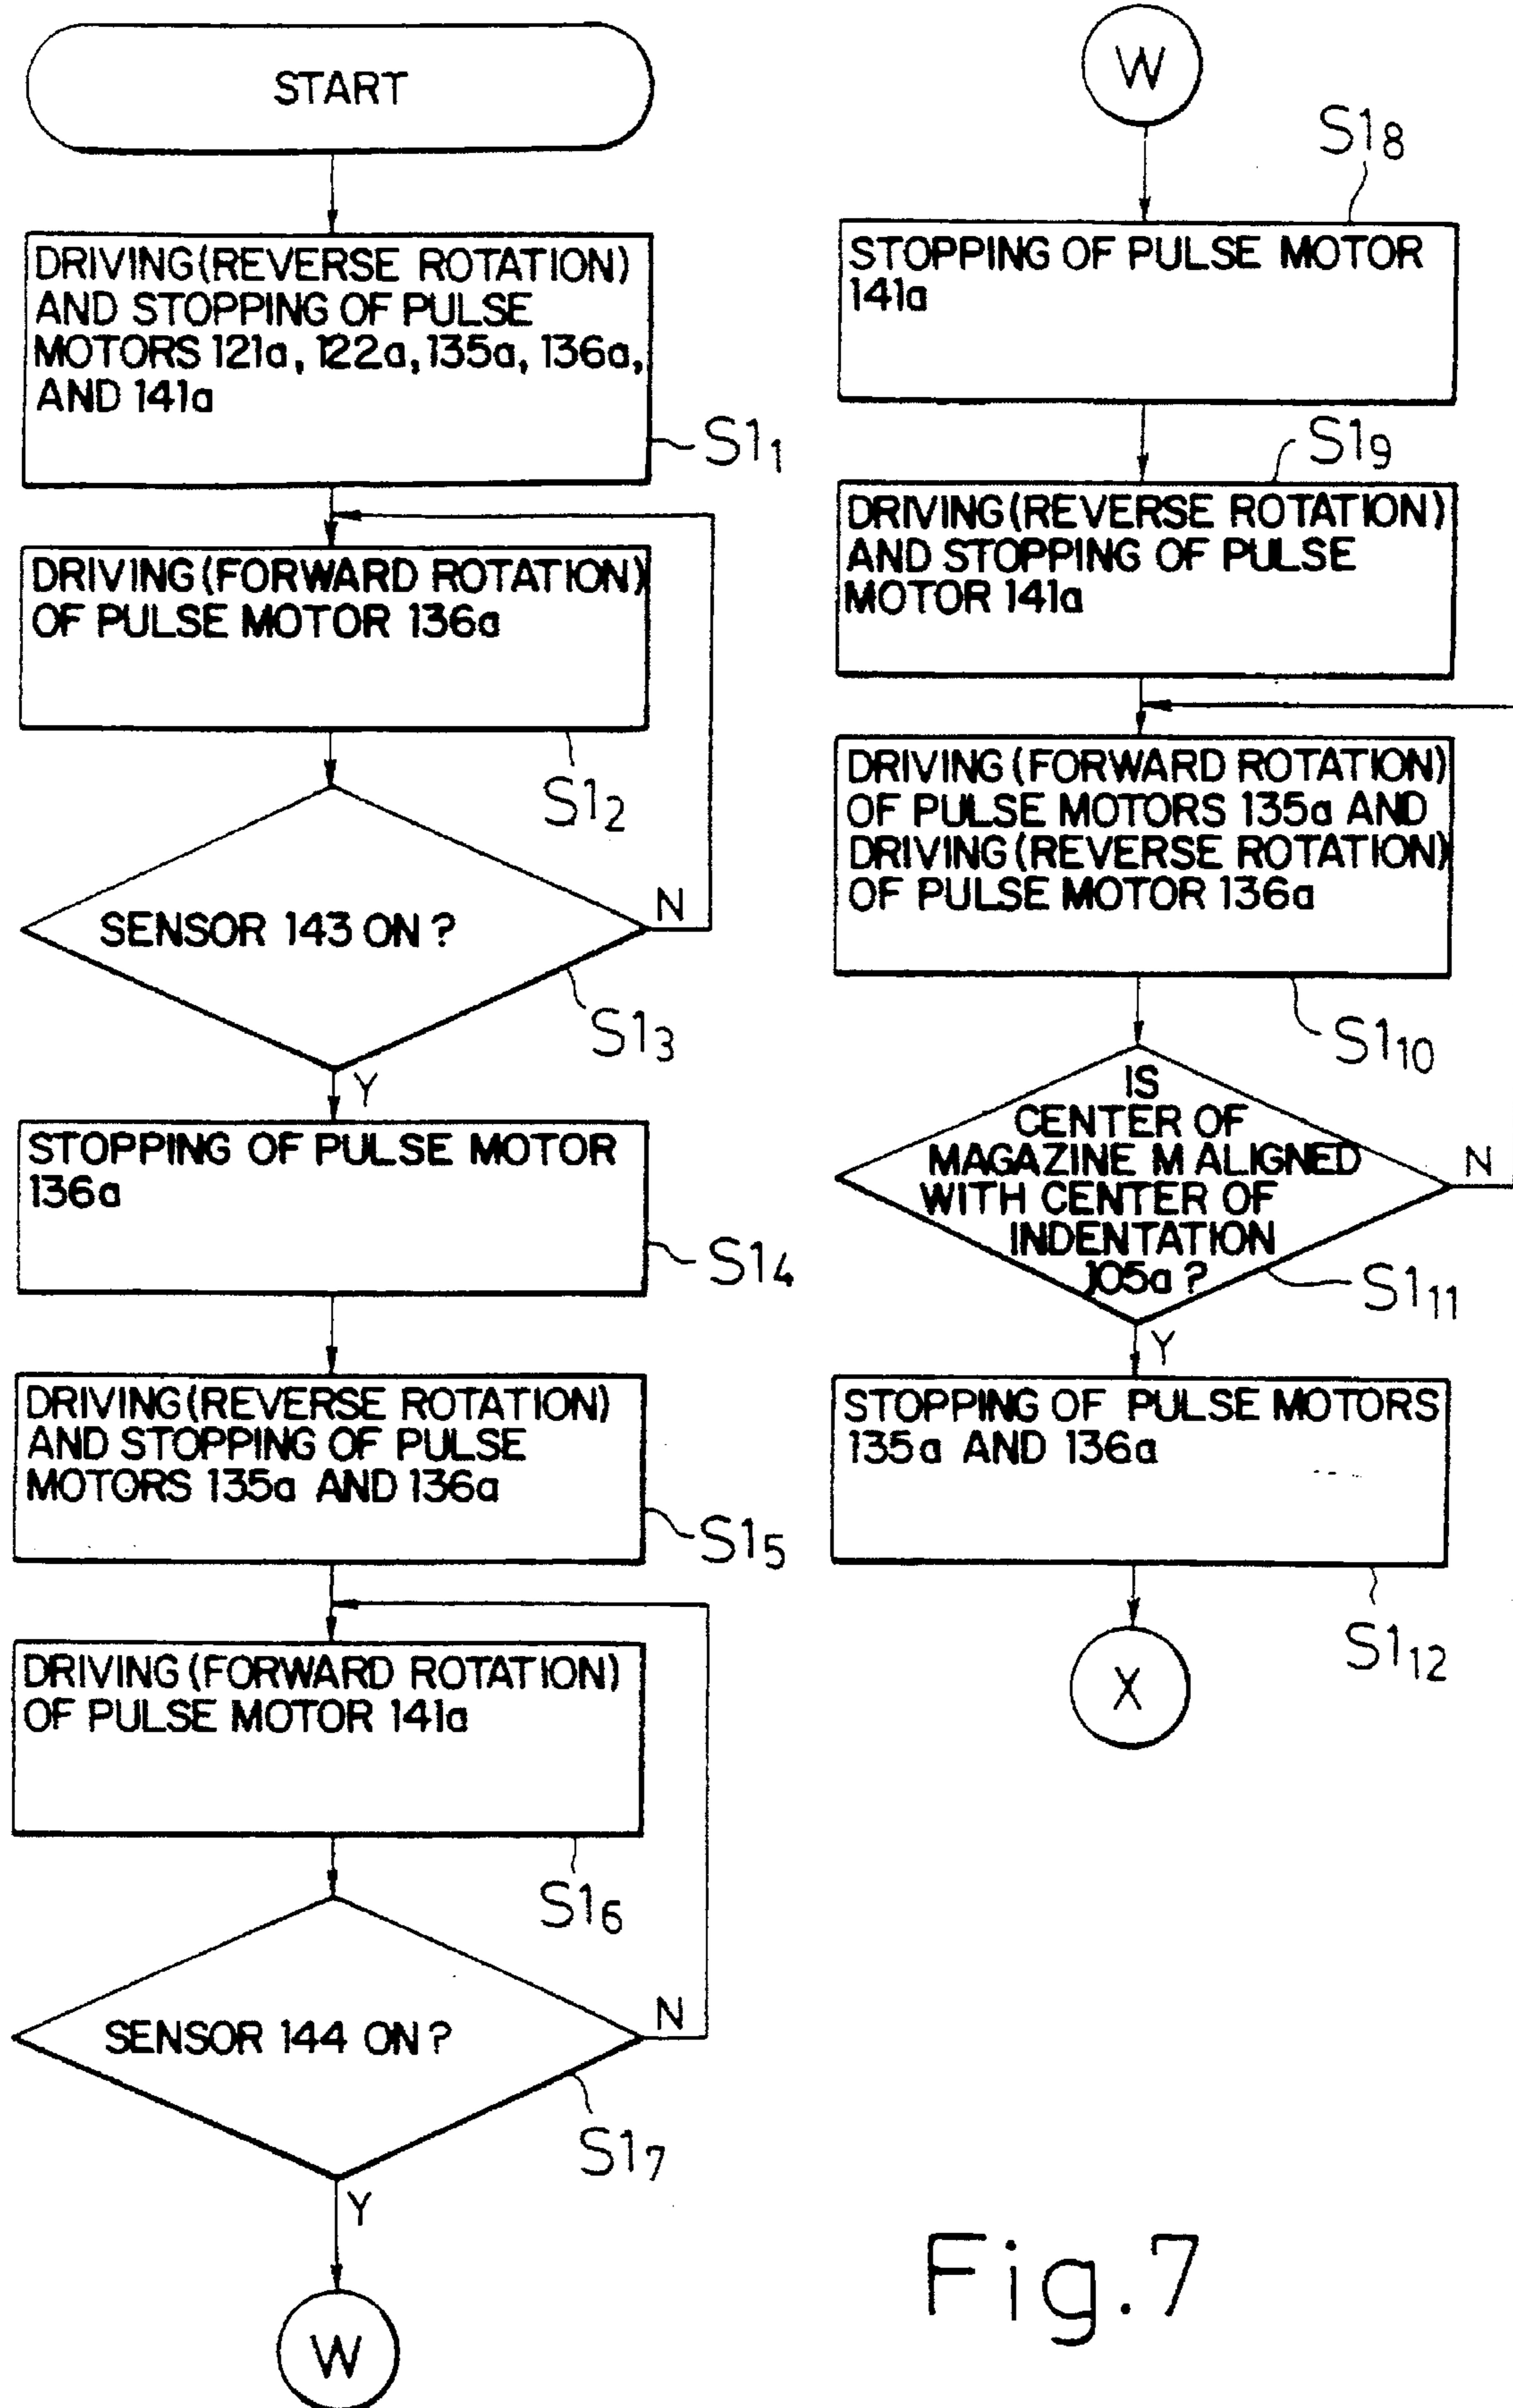 START
DRIVING (REVERSE ROTATION)
AND STOPPING OF PULSE
MOTORS 121a, 122a, 135a, 136a,
AND 141a
S1₁
DRIVING (FORWARD ROTATION)
OF PULSE MOTOR 136a
S1₂
SENSOR 143 ON ?
N
S1₃
Y
STOPPING OF PULSE MOTOR
136a
S1₄
DRIVING (REVERSE ROTATION)
AND STOPPING OF PULSE
MOTORS 135a AND 136a
S1₅
DRIVING (FORWARD ROTATION)
OF PULSE MOTOR 141a
S1₆
SENSOR 144 ON ?
N
S1₇
Y
W
W
S1₈
STOPPING OF PULSE MOTOR
141a
S1₉
DRIVING (REVERSE ROTATION)
AND STOPPING OF PULSE
MOTOR 141a
DRIVING (FORWARD ROTATION)
OF PULSE MOTORS 135a AND
DRIVING (REVERSE ROTATION)
OF PULSE MOTOR 136a
S1₁₀
IS
CENTER OF
MAGAZINE M ALIGNED
WITH CENTER OF
INDENTATION
105a ?
N
S1₁₁
Y
STOPPING OF PULSE MOTORS
135a AND 136a
S1₁₂
X
Fig. 7